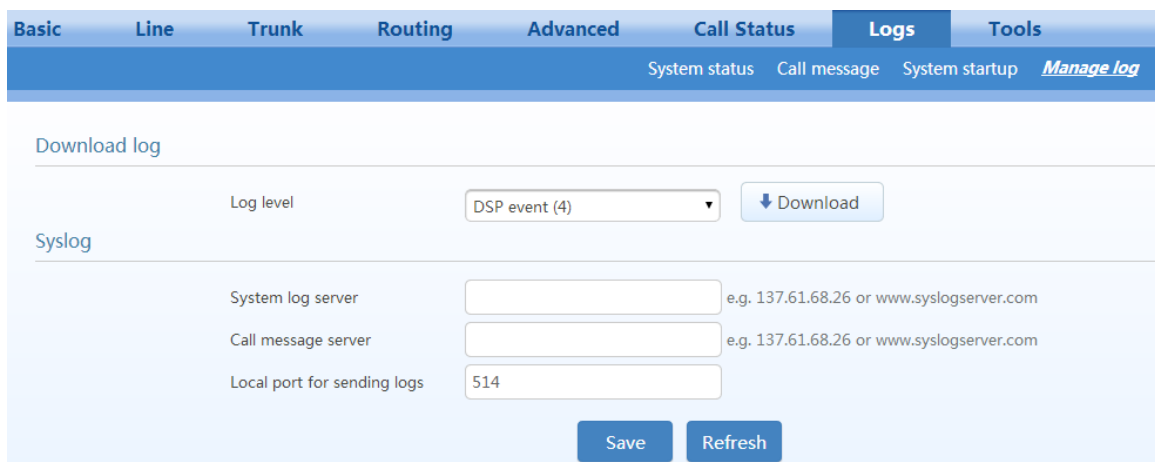 Basic Line Trunk Routing Advanced Call Status Logs Tools
System status Call message System startup Manage log
Download log
Log level DSP event (4) Download
Syslog
System log server e.g. 137.61.68.26 or www.syslogserver.com
Call message server e.g. 137.61.68.26 or www.syslogserver.com
Local port for sending logs 514
Save Refresh